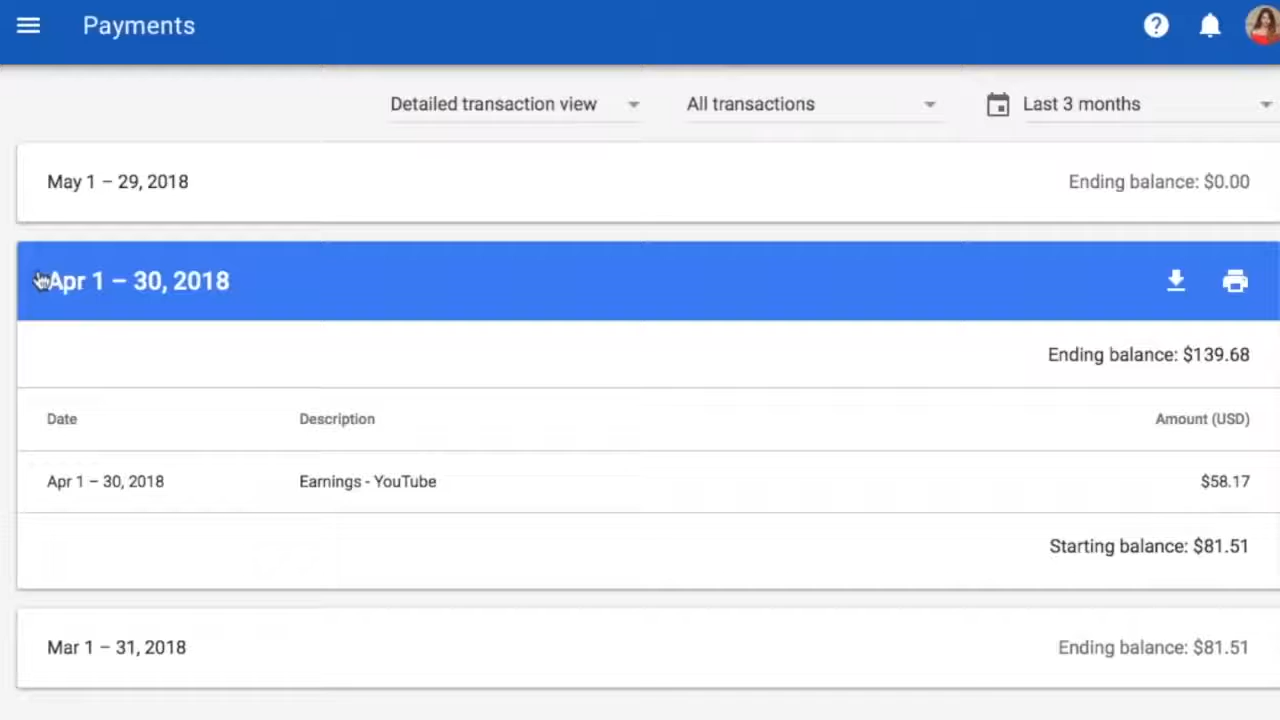 Payments
Detailed transaction view All transactions Last 3 months
May 1 – 29, 2018 Ending balance: $0.00
Apr 1 – 30, 2018
Ending balance: $139.68
Date Description Amount (USD)
Apr 1 – 30, 2018 Earnings - YouTube $58.17
Starting balance: $81.51
Mar 1 – 31, 2018 Ending balance: $81.51